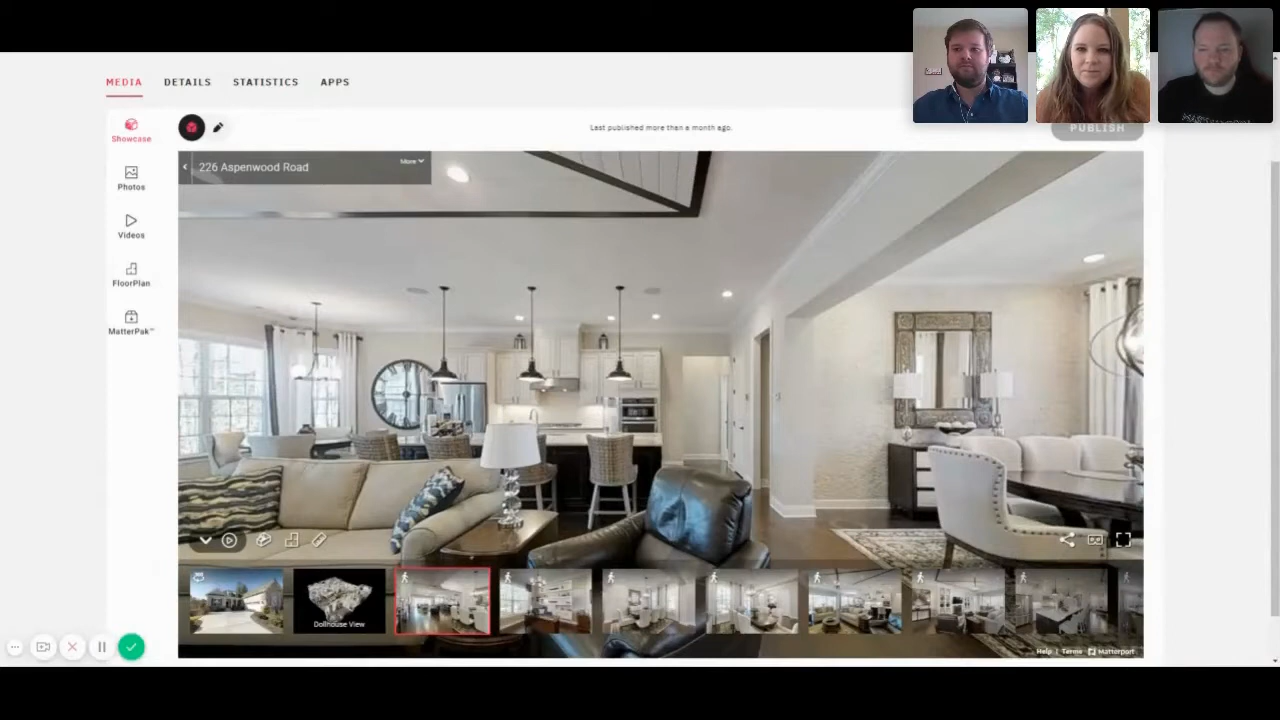 MEDIA DETAILS STATISTICS APPS
Showcase
Last published more than a month ago.
PUBLISH
226 Aspenwood Road
More
Photos
Videos
FloorPlan
MatterPak™
Dollhouse View
Help | Terms Matterport